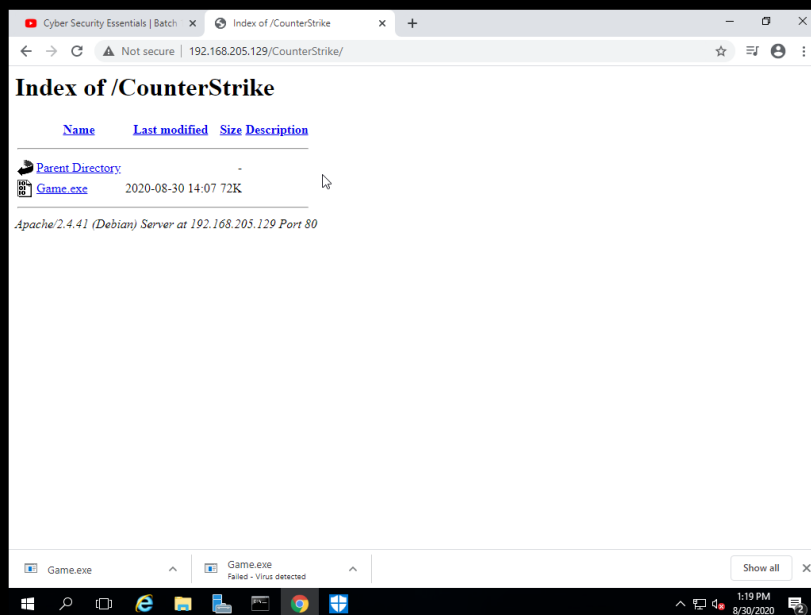 Cyber Security Essentials | Batch
Index of /CounterStrike
Not secure | 192.168.205.129/CounterStrike/
Index of /CounterStrike
Name Last modified Size Description
Parent Directory -
Game.exe 2020-08-30 14:07 72K
Apache/2.4.41 (Debian) Server at 192.168.205.129 Port 80
Game.exe
Game.exe
Failed - Virus detected
Show all
1:19 PM
8/30/2020
2